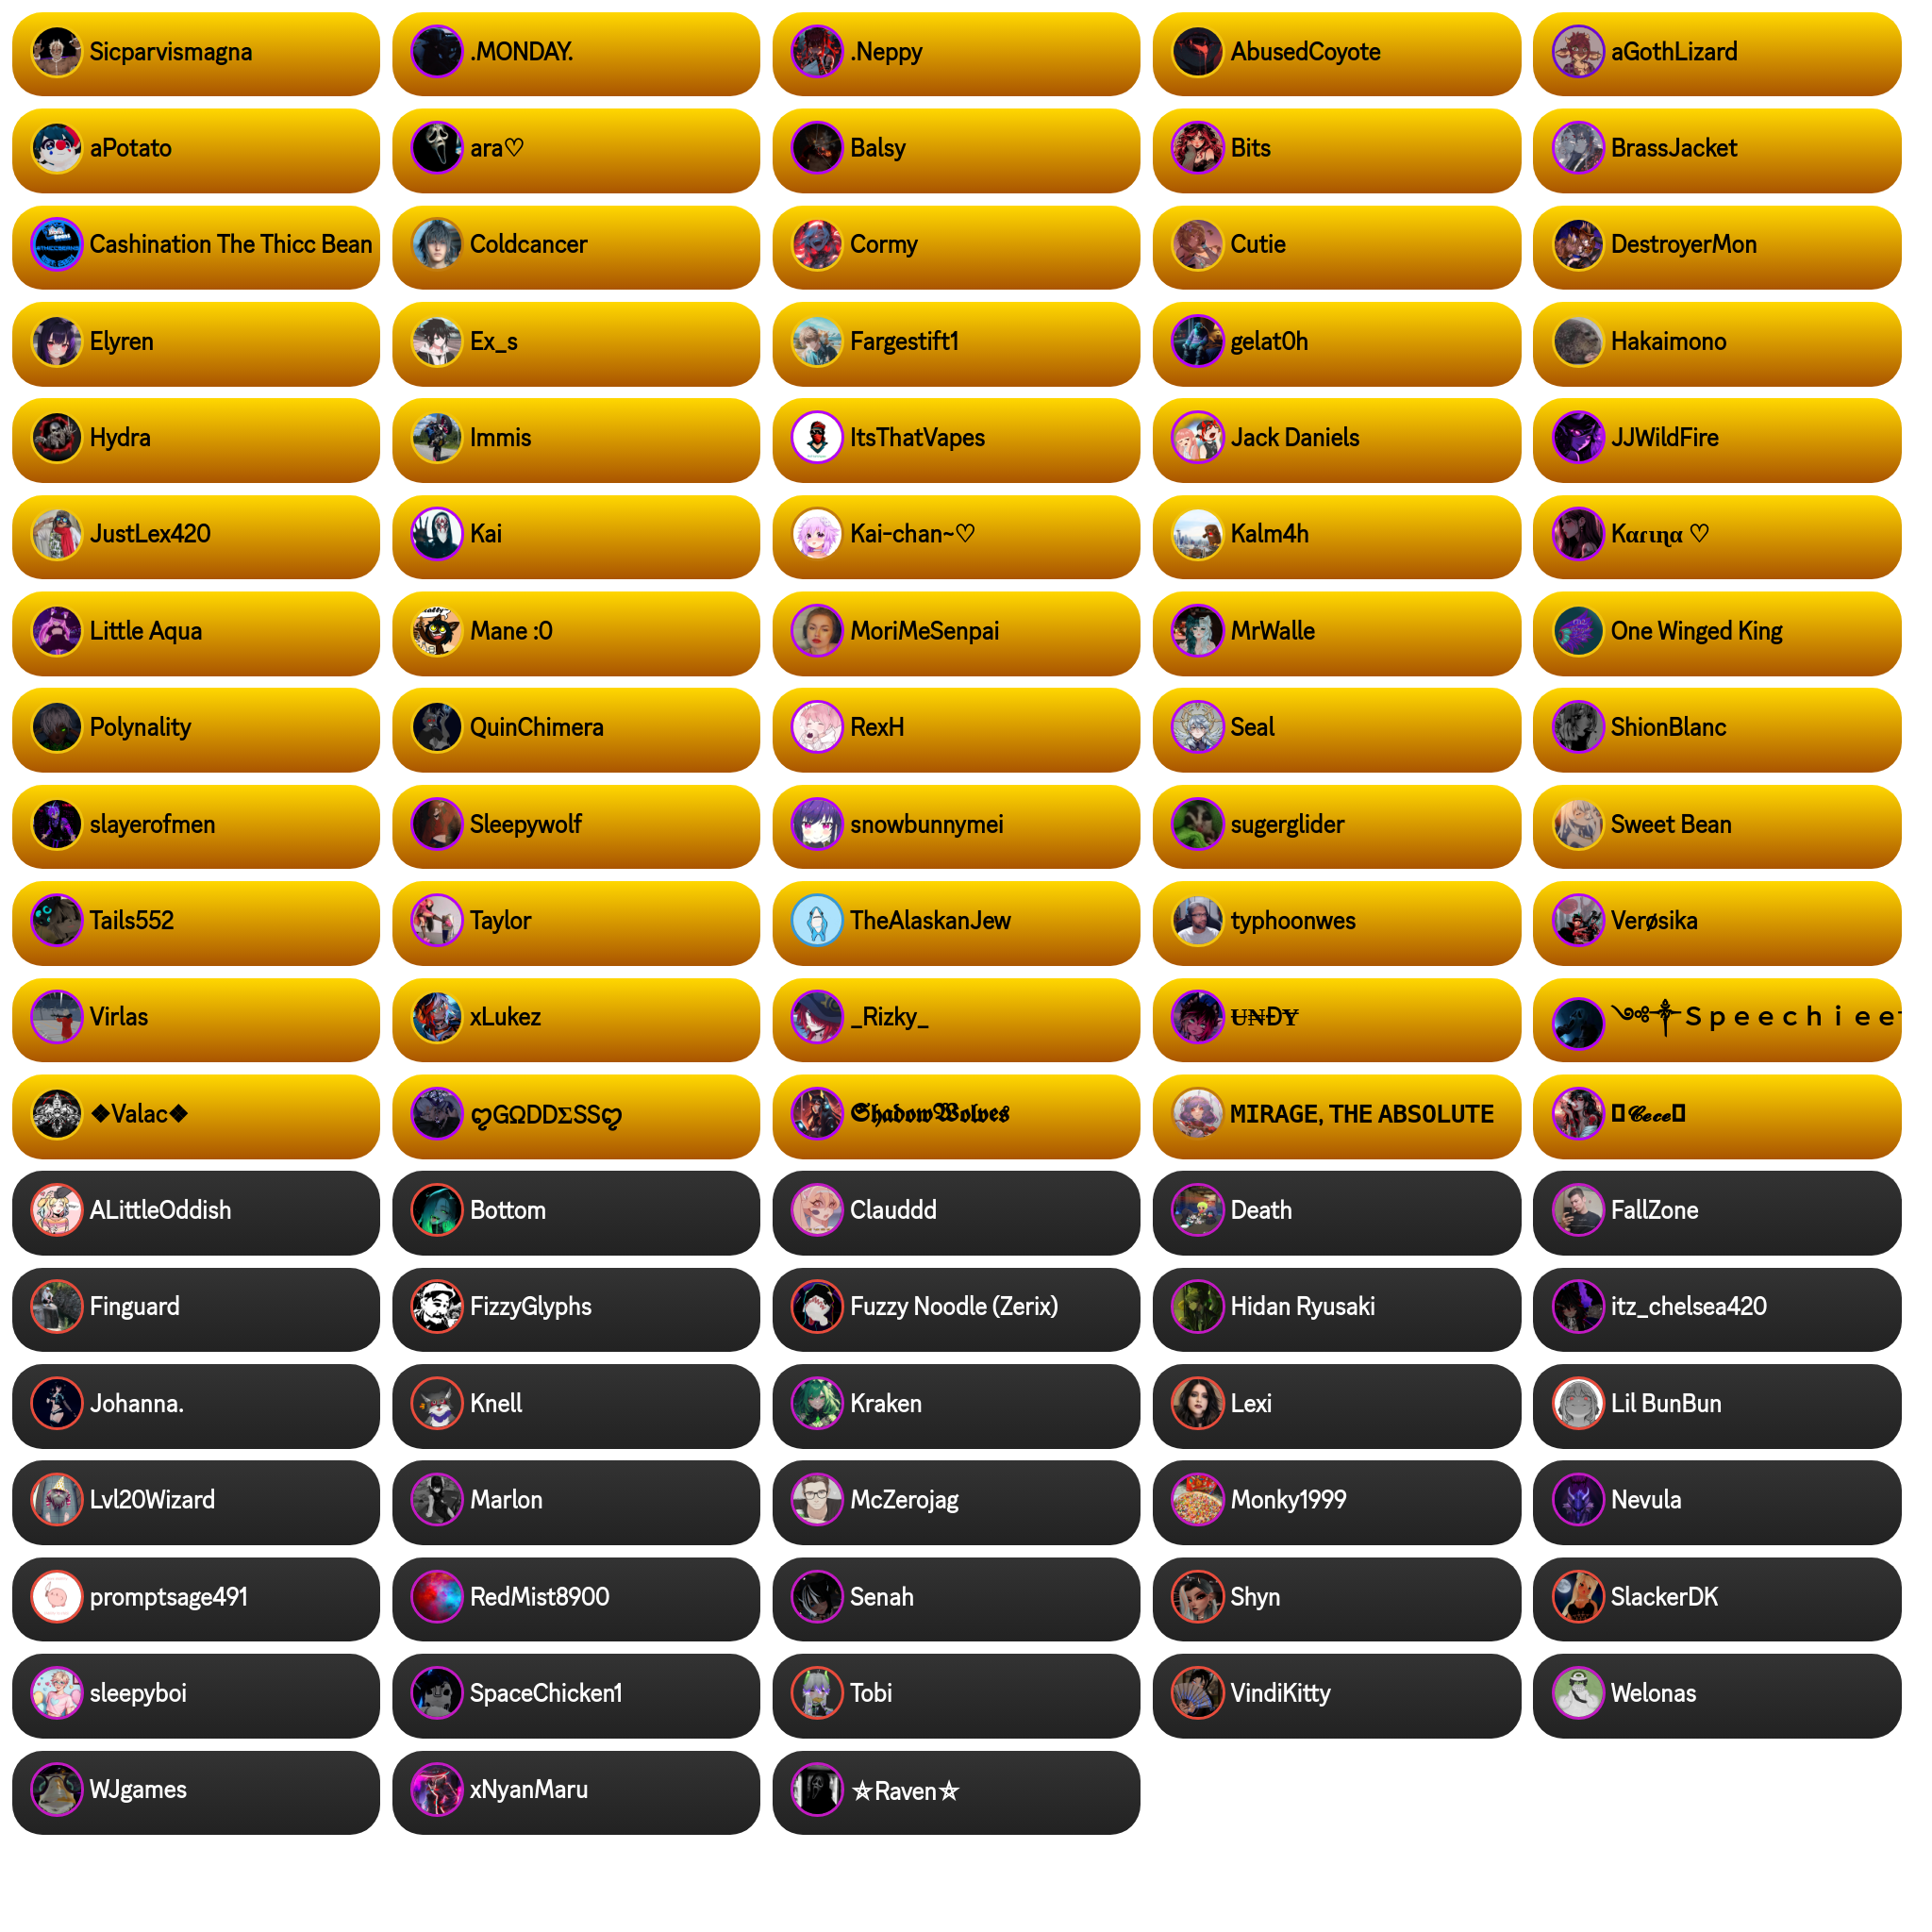 Sicparvismagna
.MONDAY.
.Neppy
AbusedCoyote
aGothLizard
aPotato
ara♡
Balsy
Bits
BrassJacket
Cashination The Thicc Bean
Coldcancer
Cormy
Cutie
DestroyerMon
Elyren
Ex_s
Fargestift1
gelat0h
Hakaimono
Hydra
Immis
ItsThatVapes
Jack Daniels
JJWildFire
JustLex420
Kai
Kai-chan~♡
Kalm4h
Kαɾιɳα ♡
Little Aqua
Mane :0
MoriMeSenpai
MrWalle
One Winged King
Polynality
QuinChimera
RexH
Seal
ShionBlanc
slayerofmen
Sleepywolf
snowbunnymei
sugerglider
Sweet Bean
Tails552
Taylor
TheAlaskanJew
typhoonwes
Verøsika
Virlas
xLukez
_Rizky_
U̶N̶ĐY̶
༺🗡Ｓｐｅｅｃｈｉｅｅ
❖Valac❖
ლGΩDDΣSSლ
𝕾𝖍𝖆𝖉𝖔𝖜𝖂𝖔𝖑𝖛𝖊𝖘
MIRAGE, THE ABSOLUTE
𝓒𝓮𝓬𝓮
ALittleOddish
Bottom
Clauddd
Death
FallZone
Finguard
FizzyGlyphs
Fuzzy Noodle (Zerix)
Hidan Ryusaki
itz_chelsea420
Johanna.
Knell
Kraken
Lexi
Lil BunBun
Lvl20Wizard
Marlon
McZerojag
Monky1999
Nevula
promptsage491
RedMist8900
Senah
Shyn
SlackerDK
sleepyboi
SpaceChicken1
Tobi
VindiKitty
Welonas
WJgames
xNyanMaru
⛤Raven⛤